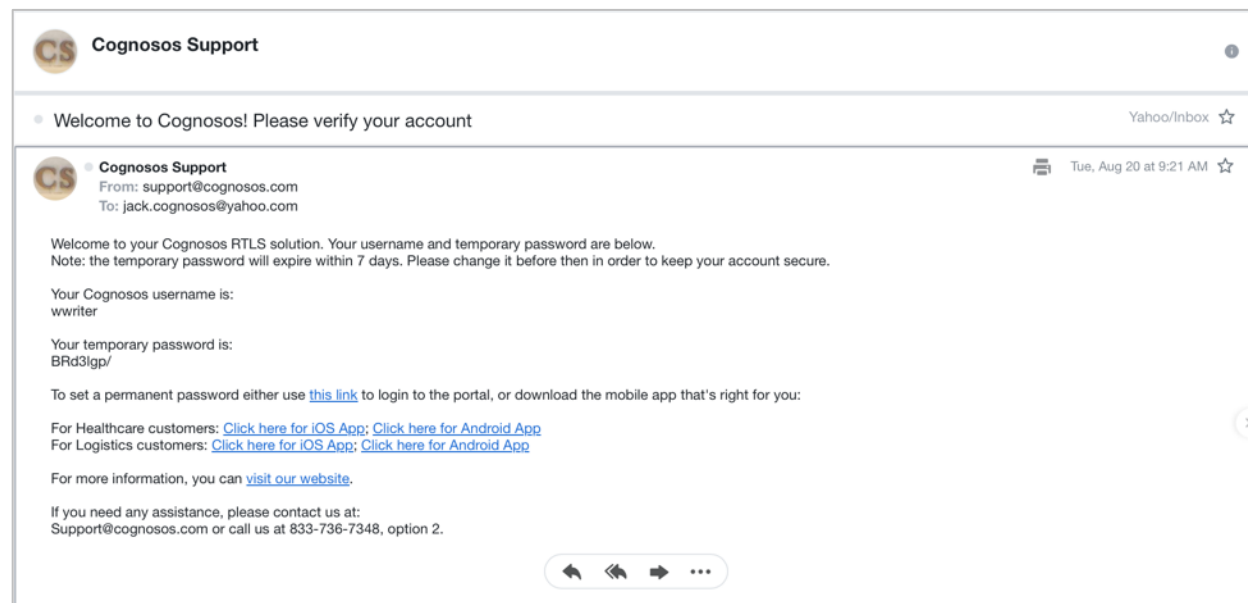 CS
Cognosos Support
Welcome to Cognosos! Please verify your account
Yahoo/Inbox
CS
Cognosos Support
Tue, Aug 20 at 9:21 AM
From: support@cognosos.com
To: jack.cognosos@yahoo.com
Welcome to your Cognosos RTLS solution. Your username and temporary password are below.
Note: the temporary password will expire within 7 days. Please change it before then in order to keep your account secure.
Your Cognosos username is:
wwriter
Your temporary password is:
BRd3lgp/
To set a permanent password either use this link to login to the portal, or download the mobile app that's right for you:
For Healthcare customers: Click here for iOS App; Click here for Android App
For Logistics customers: Click here for iOS App; Click here for Android App
For more information, you can visit our website.
If you need any assistance, please contact us at:
Support@cognosos.com or call us at 833-736-7348, option 2.